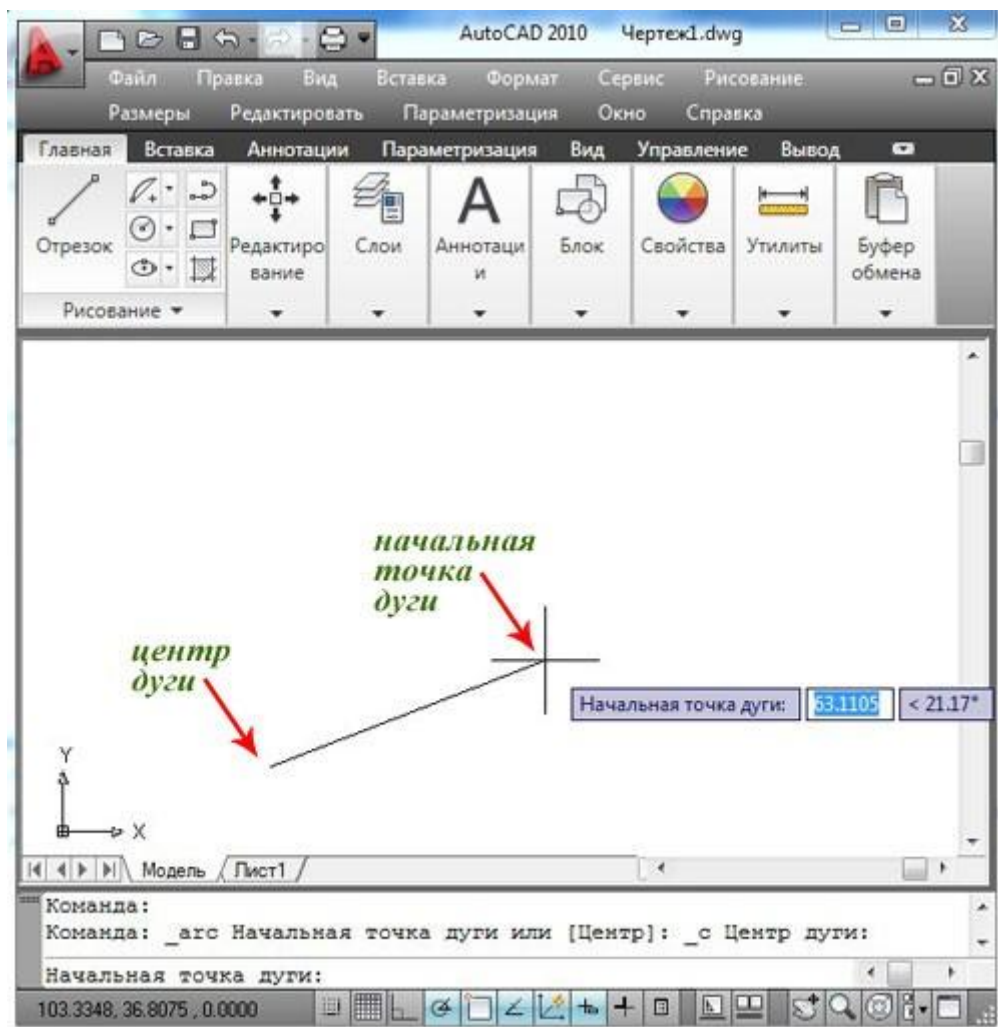 AutoCAD 2010 Чертеж1.dwg
Файл Правка Вид Вставка Формат Сервис Рисование
Размеры Редактировать Параметризация Окно Справка
Главная Вставка Аннотации Параметризация Вид Управление Вывод
Отрезок
Редактиро
вание
Слои
Аннотаци
и
Блок
Свойства
Утилиты
Буфер
обмена
Рисование
начальная
точка
дуги
центр
дуги
Начальная точка дуги: 63.1105 < 21.17°
Y
X
Модель Лист1
Команда:
Команда: _arc Начальная точка дуги или [Центр]: _c Центр дуги:
Начальная точка дуги:
103.3348, 36.8075 , 0.0000